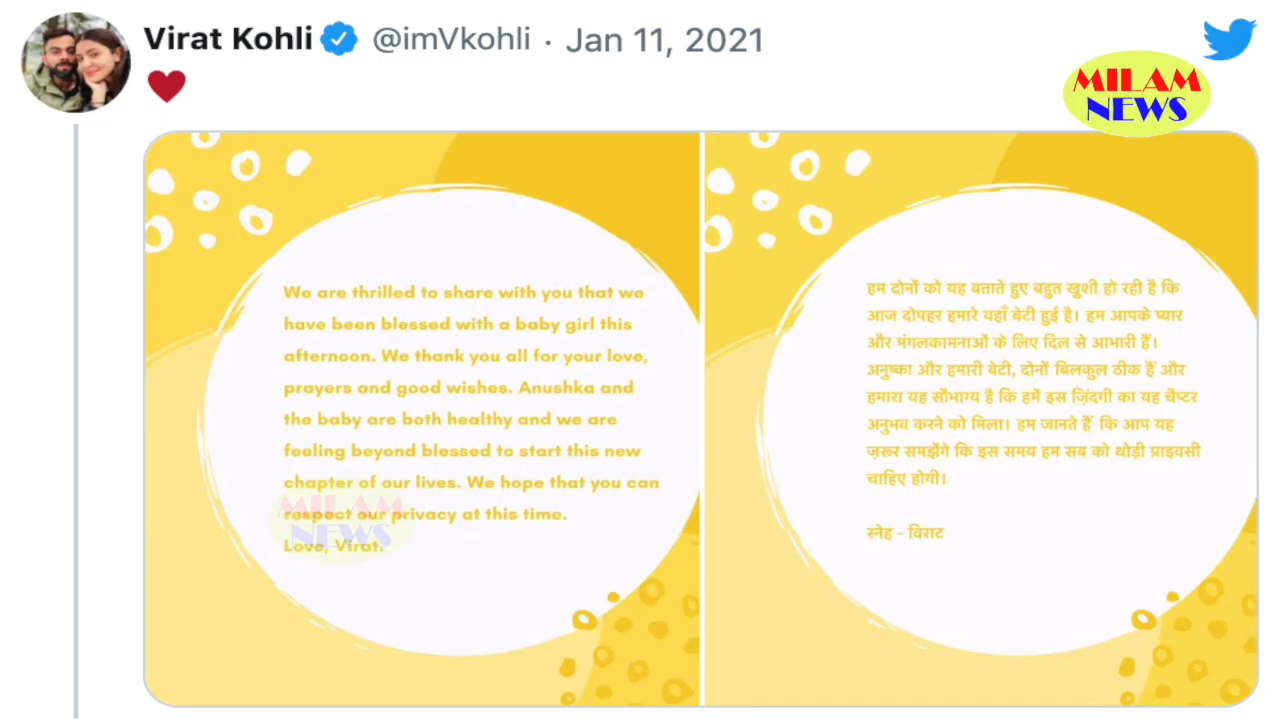 Virat Kohli @imVkohli · Jan 11, 2021
❤️
MILAM
NEWS
We are thrilled to share with you that we
have been blessed with a baby girl this
afternoon. We thank you all for your love,
prayers and good wishes. Anushka and
the baby are both healthy and we are
feeling beyond blessed to start this new
chapter of our lives. We hope that you can
respect our privacy at this time.
Love, Virat.
MILAM
NEWS
हम दोनों को यह बताते हुए बहुत खुशी हो रही है कि
आज दोपहर हमारे यहाँ बेटी हुई है। हम आपके प्यार
और मंगलकामनाओं के लिए दिल से आभारी हैं।
अनुष्का और हमारी बेटी, दोनों बिलकुल ठीक हैं और
हमारा यह सौभाग्य है कि हमें इस ज़िंदगी का यह चैप्टर
अनुभव करने को मिला। हम जानते हैं कि आप यह
ज़रूर समझेंगे कि इस समय हम सब को थोड़ी प्राइवसी
चाहिए होगी।
स्नेह - विराट